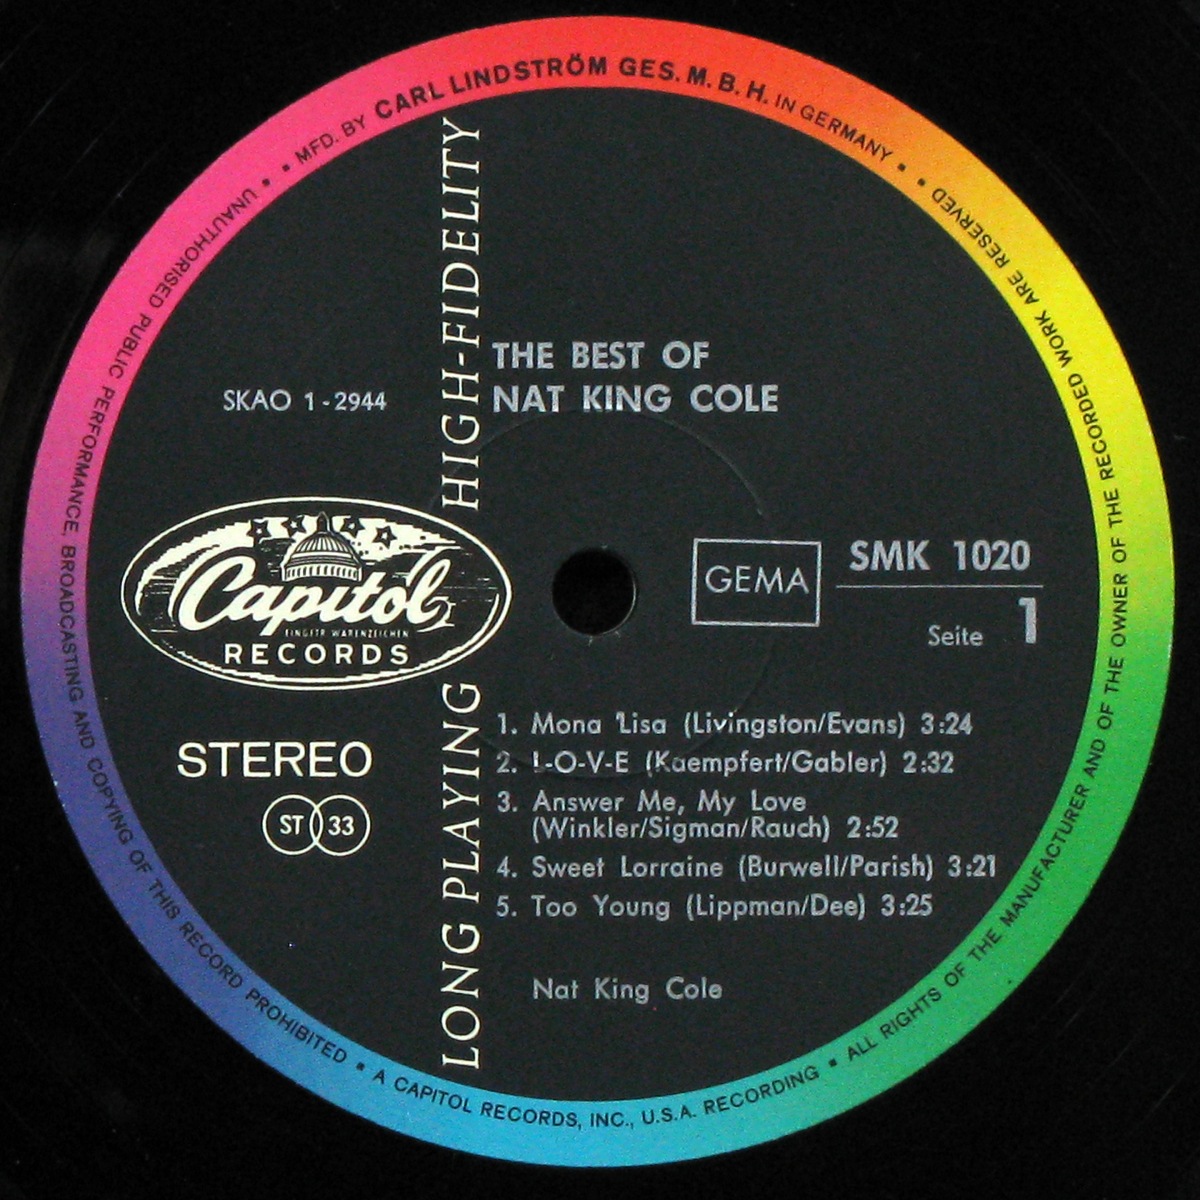 MFD. BY CARL LINDSTRÖM GES. M. B. H. IN GERMANY
ALL RIGHTS OF THE MANUFACTURER AND OF THE OWNER OF THE RECORDED WORK ARE RESERVED
UNAUTHORISED PUBLIC PERFORMANCE, BROADCASTING AND COPYING OF THIS RECORD PROHIBITED
A CAPITOL RECORDS, INC., U.S.A. RECORDING
LONG PLAYING HIGH-FIDELITY
THE BEST OF
NAT KING COLE
SKAO 1-2944
Capitol
EINGETR. WARENZEICHEN
RECORDS
GEMA
SMK 1020
Seite 1
STEREO
ST 33
1. Mona Lisa (Livingston/Evans) 3:24
2. L-O-V-E (Kaempfert/Gabler) 2:32
3. Answer Me, My Love
(Winkler/Sigman/Rauch) 2:52
4. Sweet Lorraine (Burwell/Parish) 3:21
5. Too Young (Lippman/Dee) 3:25
Nat King Cole